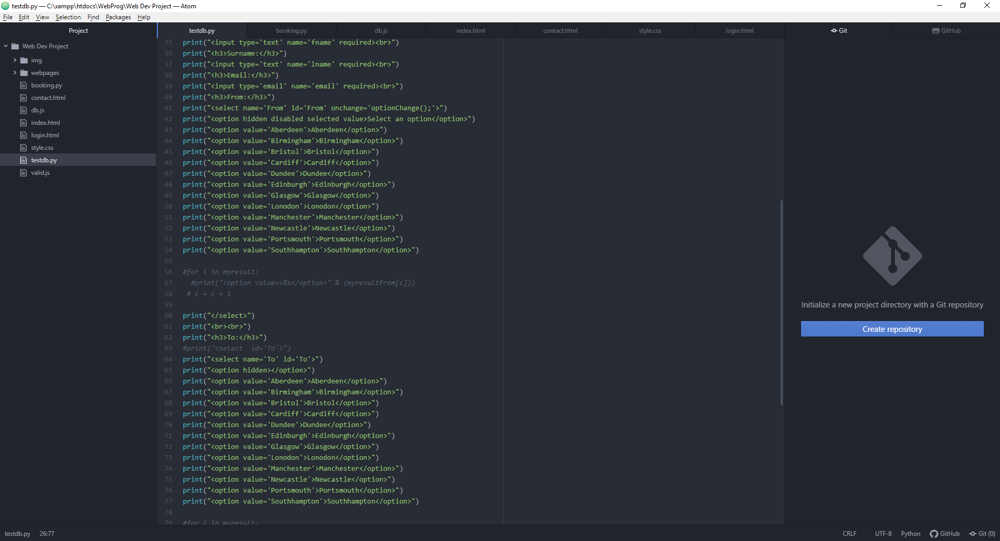 testdb.py — C:\xampp\htdocs\WebProg\Web Dev Project — Atom
File Edit View Selection Find Packages Help
Project
Web Dev Project
img
webpages
booking.py
contact.html
db.js
index.html
login.html
style.css
testdb.py
valid.js
testdb.py booking.py db.js index.html contact.html style.css login.html
35 print("<input type='text' name='fname' required><br>")
36 print("<h3>Surname:</h3>")
37 print("<input type='text' name='lname' required><br>")
38 print("<h3>Email:</h3>")
39 print("<input type='email' name='email' required><br>")
40 print("<h3>From:</h3>")
41 print("<select name='From' id='From' onchange='optionChange();'>")
42 print("<option hidden disabled selected value>Select an option</option>")
43 print("<option value='Aberdeen'>Aberdeen</option>")
44 print("<option value='Birmingham'>Birmingham</option>")
45 print("<option value='Bristol'>Bristol</option>")
46 print("<option value='Cardiff'>Cardiff</option>")
47 print("<option value='Dundee'>Dundee</option>")
48 print("<option value='Edinburgh'>Edinburgh</option>")
49 print("<option value='Glasgow'>Glasgow</option>")
50 print("<option value='Lonodon'>Lonodon</option>")
51 print("<option value='Manchester'>Manchester</option>")
52 print("<option value='Newcastle'>Newcastle</option>")
53 print("<option value='Portsmouth'>Portsmouth</option>")
54 print("<option value='Southhampton'>Southhampton</option>")
55
56 #for i in myresult:
57   #print("<option value=>%s</option>" % (myresultFrom[c]))
58  # c = c + 1
59
60 print("</select>")
61 print("<br><br>")
62 print("<h3>To:</h3>")
63 #print("<select  id='To'>")
64 print("<select name='To' id='To'>")
65 print("<option hidden></option>")
66 print("<option value='Aberdeen'>Aberdeen</option>")
67 print("<option value='Birmingham'>Birmingham</option>")
68 print("<option value='Bristol'>Bristol</option>")
69 print("<option value='Cardiff'>Cardiff</option>")
70 print("<option value='Dundee'>Dundee</option>")
71 print("<option value='Edinburgh'>Edinburgh</option>")
72 print("<option value='Glasgow'>Glasgow</option>")
73 print("<option value='Lonodon'>Lonodon</option>")
74 print("<option value='Manchester'>Manchester</option>")
75 print("<option value='Newcastle'>Newcastle</option>")
76 print("<option value='Portsmouth'>Portsmouth</option>")
77 print("<option value='Southhampton'>Southhampton</option>")
78
79 #for i in myresult:
Git GitHub
Initialize a new project directory with a Git repository
Create repository
testdb.py 26:77 CRLF UTF-8 Python GitHub Git (0)